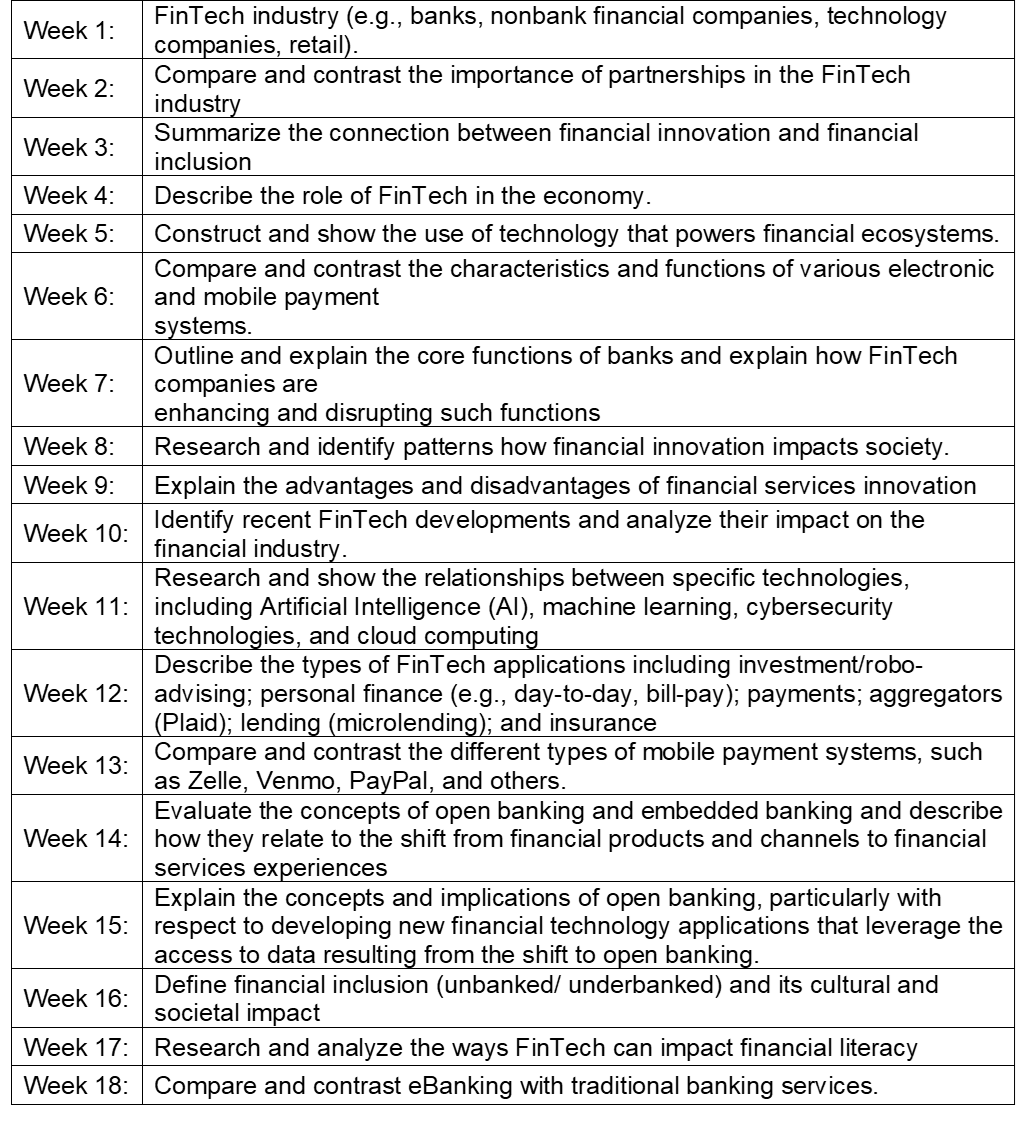 Week 1:
FinTech industry (e.g., banks, nonbank financial companies, technology
companies, retail).
Week 2:
Compare and contrast the importance of partnerships in the FinTech
industry
Week 3:
Summarize the connection between financial innovation and financial
inclusion
Week 4:
Describe the role of FinTech in the economy.
Week 5:
Construct and show the use of technology that powers financial ecosystems.
Week 6:
Compare and contrast the characteristics and functions of various electronic
and mobile payment
systems.
Week 7:
Outline and explain the core functions of banks and explain how FinTech
companies are
enhancing and disrupting such functions
Week 8:
Research and identify patterns how financial innovation impacts society.
Week 9:
Explain the advantages and disadvantages of financial services innovation
Week 10:
Identify recent FinTech developments and analyze their impact on the
financial industry.
Week 11:
Research and show the relationships between specific technologies,
including Artificial Intelligence (AI), machine learning, cybersecurity
technologies, and cloud computing
Week 12:
Describe the types of FinTech applications including investment/robo-
advising; personal finance (e.g., day-to-day, bill-pay); payments; aggregators
(Plaid); lending (microlending); and insurance
Week 13:
Compare and contrast the different types of mobile payment systems, such
as Zelle, Venmo, PayPal, and others.
Week 14:
Evaluate the concepts of open banking and embedded banking and describe
how they relate to the shift from financial products and channels to financial
services experiences
Week 15:
Explain the concepts and implications of open banking, particularly with
respect to developing new financial technology applications that leverage the
access to data resulting from the shift to open banking.
Week 16:
Define financial inclusion (unbanked/ underbanked) and its cultural and
societal impact
Week 17:
Research and analyze the ways FinTech can impact financial literacy
Week 18:
Compare and contrast eBanking with traditional banking services.